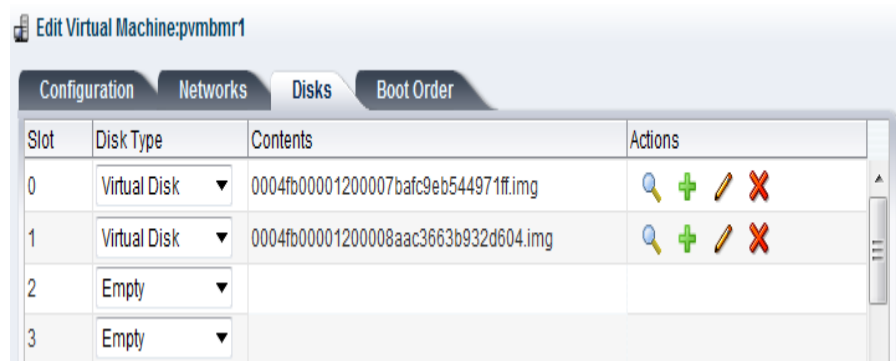 Edit Virtual Machine:pvmbmr1
Configuration Networks Disks Boot Order
Slot Disk Type Contents Actions
0 Virtual Disk 0004fb00001200007bafc9eb544971ff.img
1 Virtual Disk 0004fb00001200008aac3663b932d604.img
2 Empty
3 Empty